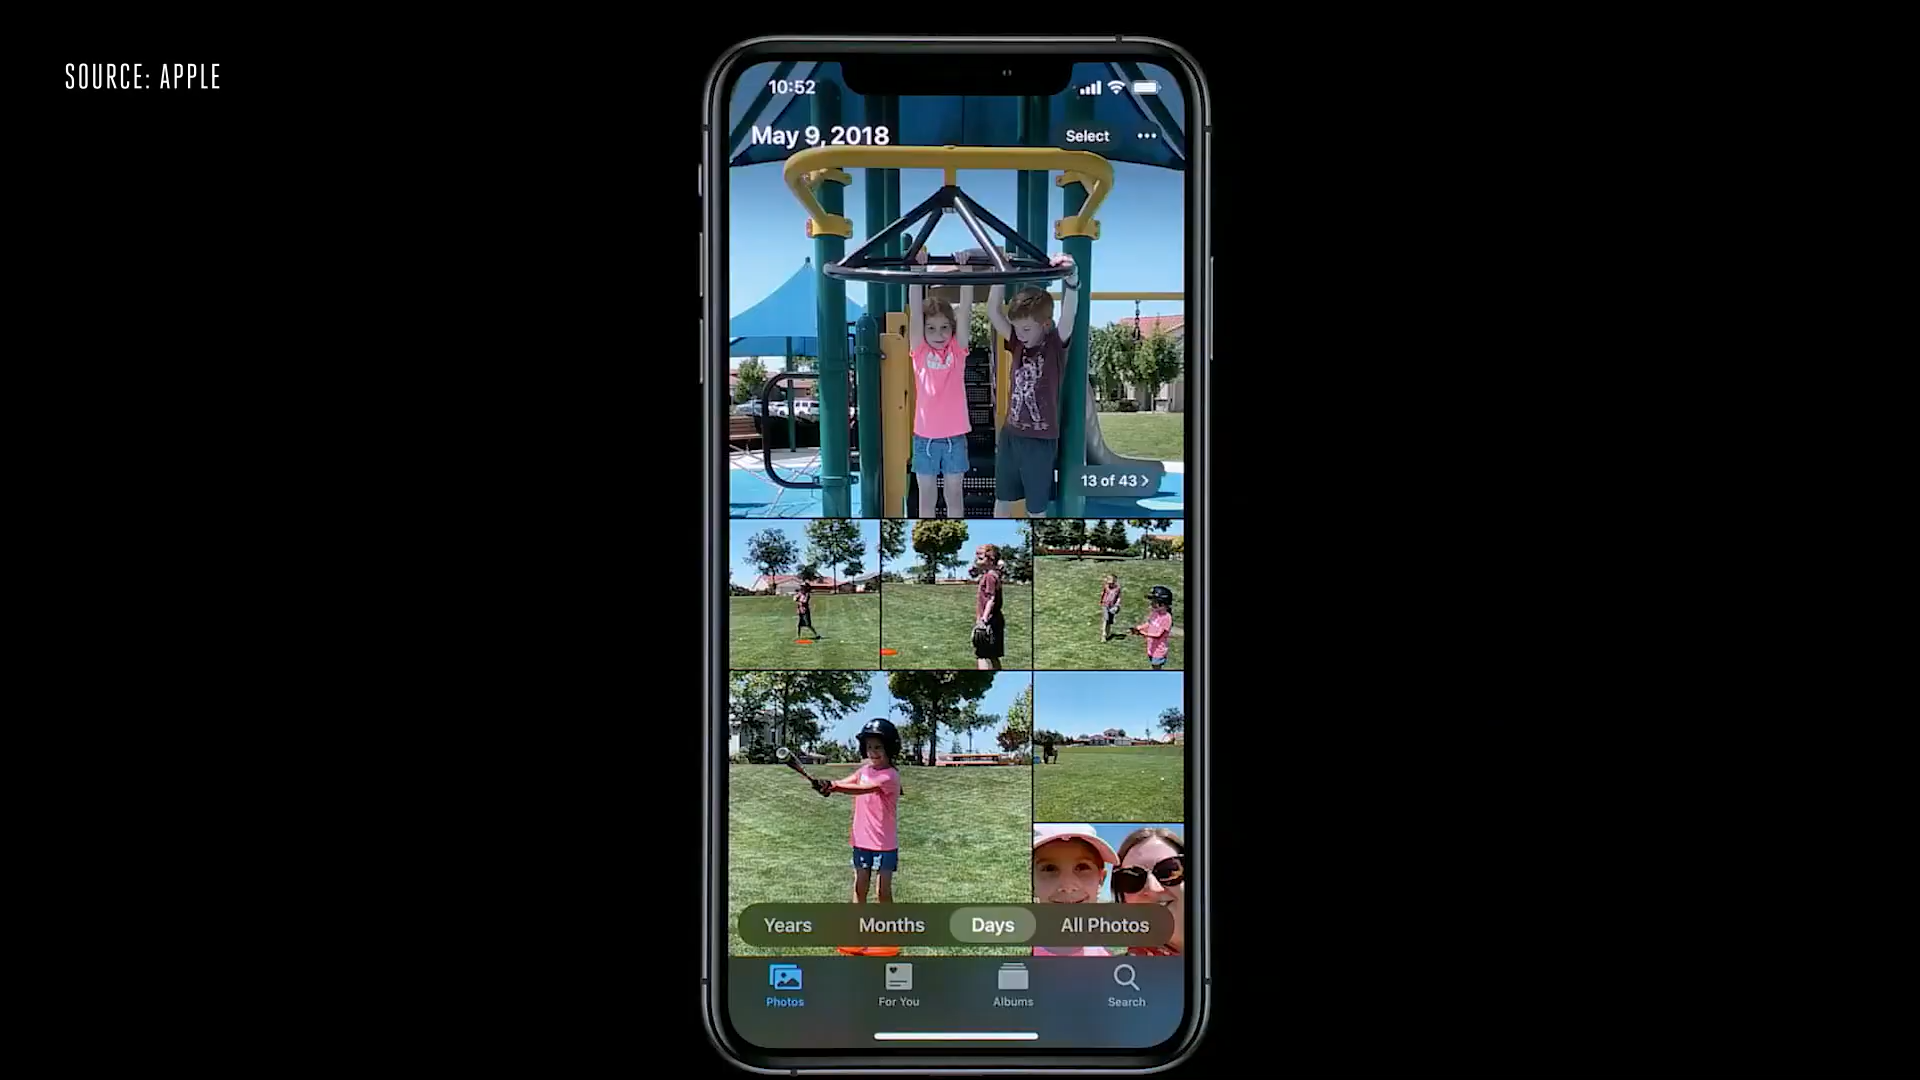 SOURCE: APPLE
10:52
May 9, 2018
Select
13 of 43
Years
Months
Days
All Photos
Photos
For You
Albums
Search